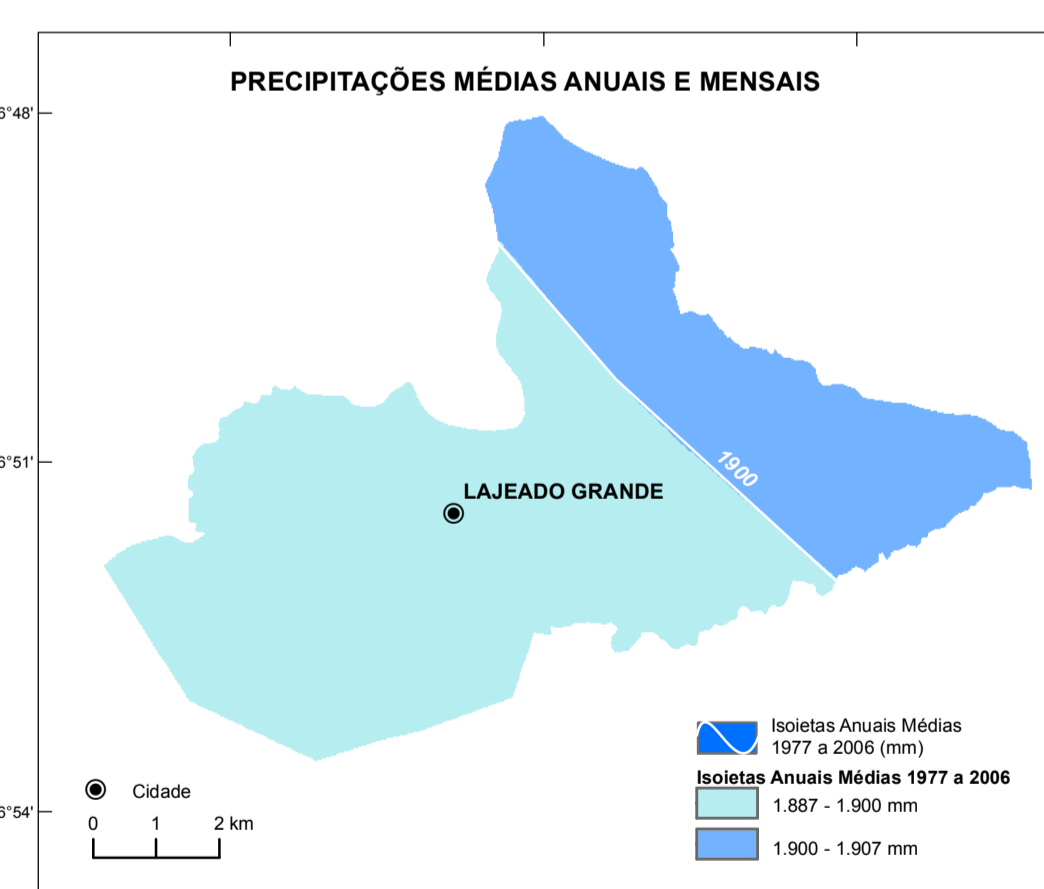 PRECIPITAÇÕES MÉDIAS ANUAIS E MENSAIS
6°48'
6°51'
1900
LAJEADO GRANDE
Isoietas Anuais Médias
1977 a 2006 (mm)
Isoietas Anuais Médias 1977 a 2006
Cidade
1.887 - 1.900 mm
6°54'
0 1 2 km
1.900 - 1.907 mm